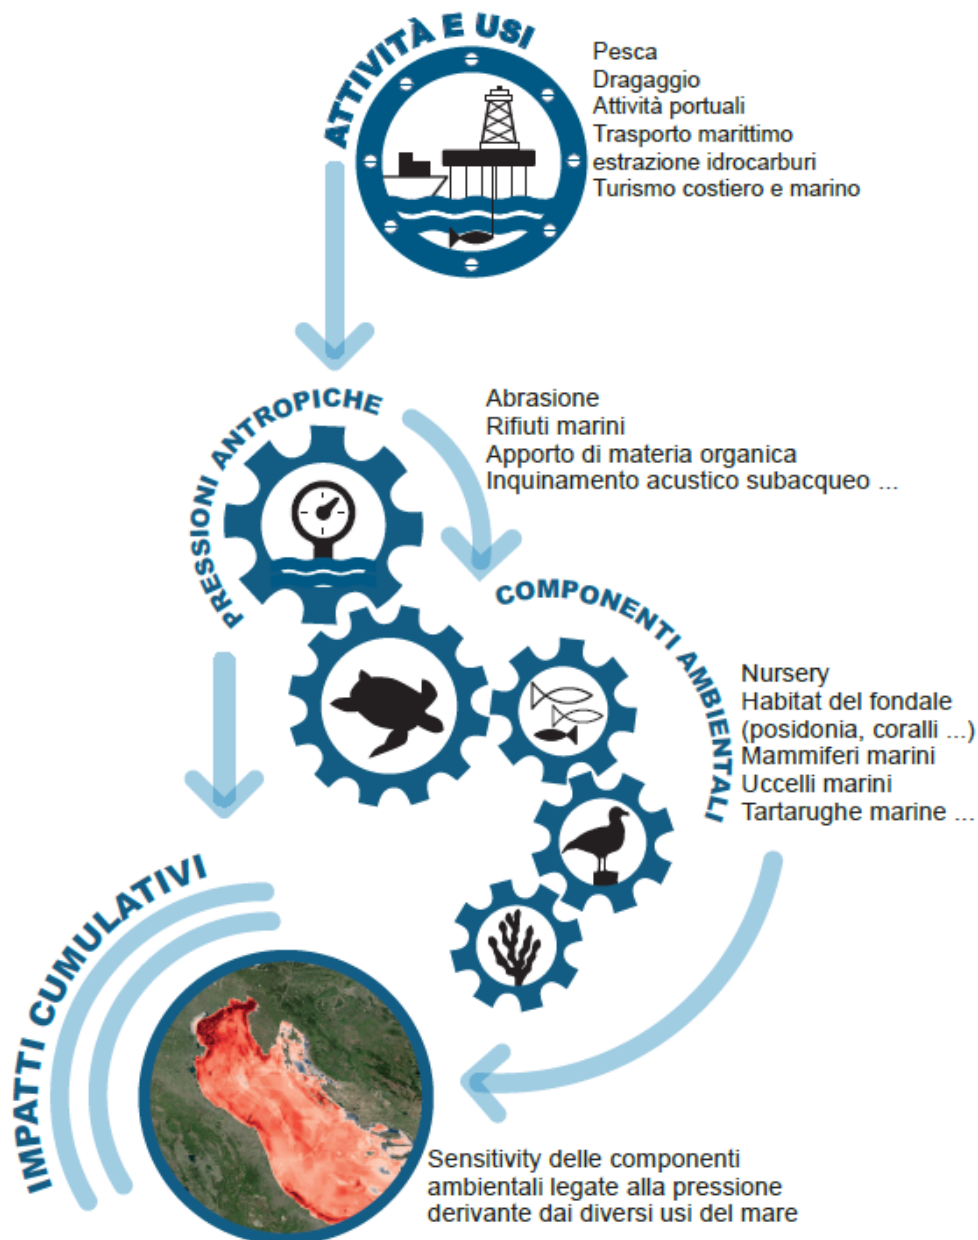 ATTIVITÀ E USI
Pesca
Dragaggio
Attività portuali
Trasporto marittimo
estrazione idrocarburi
Turismo costiero e marino
PRESSIONI ANTROPICHE
Abrasione
Rifiuti marini
Apporto di materia organica
Inquinamento acustico subacqueo ...
COMPONENTI AMBIENTALI
Nursery
Habitat del fondale
(posidonia, coralli ...)
Mammiferi marini
Uccelli marini
Tartarughe marine ...
IMPATTI CUMULATIVI
Sensitivity delle componenti
ambientali legate alla pressione
derivante dai diversi usi del mare